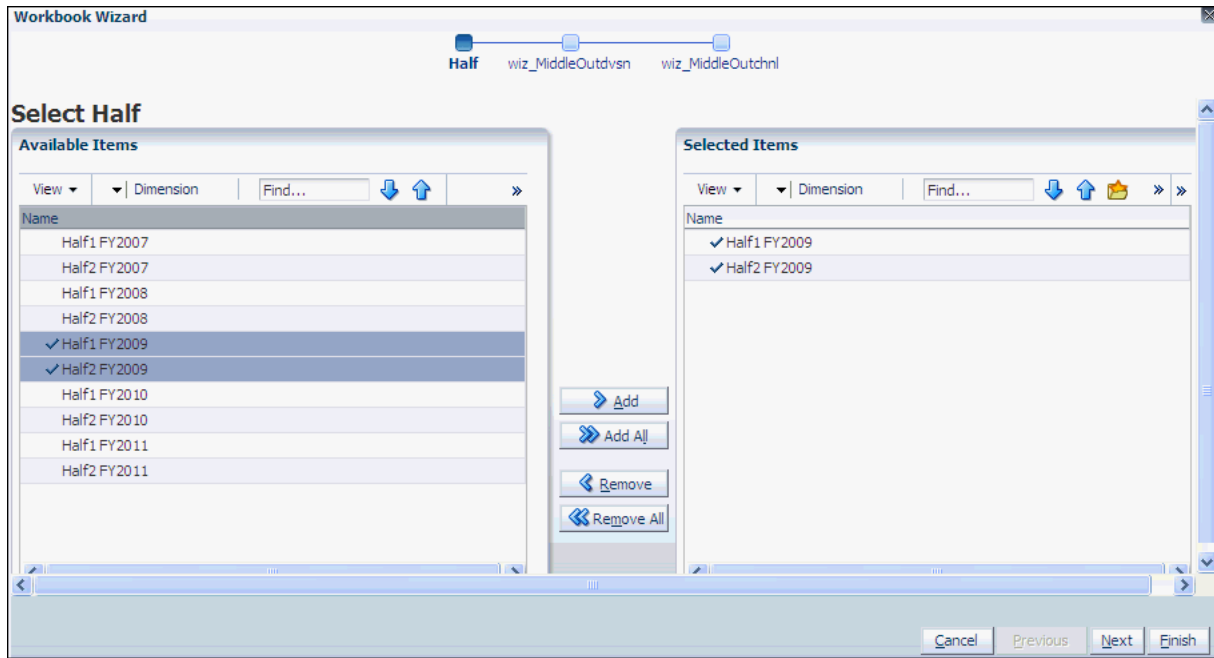 Workbook Wizard
Half wiz_MiddleOutdvsn wiz_MiddleOutchnl
Select Half
Available Items
View Dimension Find... »
Name
Half1 FY2007
Half2 FY2007
Half1 FY2008
Half2 FY2008
Half1 FY2009
Half2 FY2009
Half1 FY2010
Half2 FY2010
Half1 FY2011
Half2 FY2011
Add
Add All
Remove
Remove All
Selected Items
View Dimension Find... » »
Name
Half1 FY2009
Half2 FY2009
Cancel Previous Next Finish